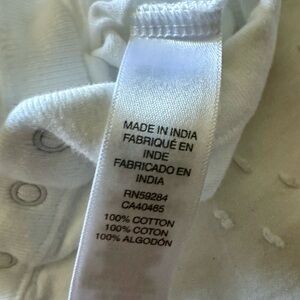 MADE IN INDIA
FABRIQUÉ EN
INDE
FABRICADO EN
INDIA
RN59284
CA40465
100% COTTON
100% COTON
100% ALGODÓN